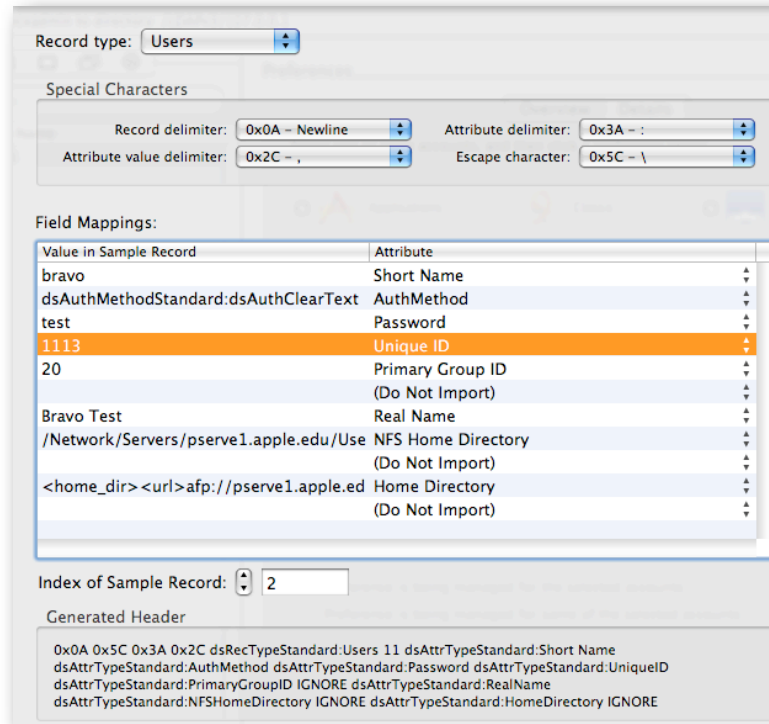 Record type: Users
Special Characters
Record delimiter: 0x0A – Newline Attribute delimiter: 0x3A – :
Attribute value delimiter: 0x2C – , Escape character: 0x5C – \
Field Mappings:
Value in Sample Record Attribute
bravo Short Name
dsAuthMethodStandard:dsAuthClearText AuthMethod
test Password
1113 Unique ID
20 Primary Group ID
(Do Not Import)
Bravo Test Real Name
/Network/Servers/pserve1.apple.edu/Use NFS Home Directory
(Do Not Import)
<home_dir><url>afp://pserve1.apple.ed Home Directory
(Do Not Import)
Index of Sample Record: 2
Generated Header
0x0A 0x5C 0x3A 0x2C dsRecTypeStandard:Users 11 dsAttrTypeStandard:Short Name
dsAttrTypeStandard:AuthMethod dsAttrTypeStandard:Password dsAttrTypeStandard:UniqueID
dsAttrTypeStandard:PrimaryGroupID IGNORE dsAttrTypeStandard:RealName
dsAttrTypeStandard:NFSHomeDirectory IGNORE dsAttrTypeStandard:HomeDirectory IGNORE